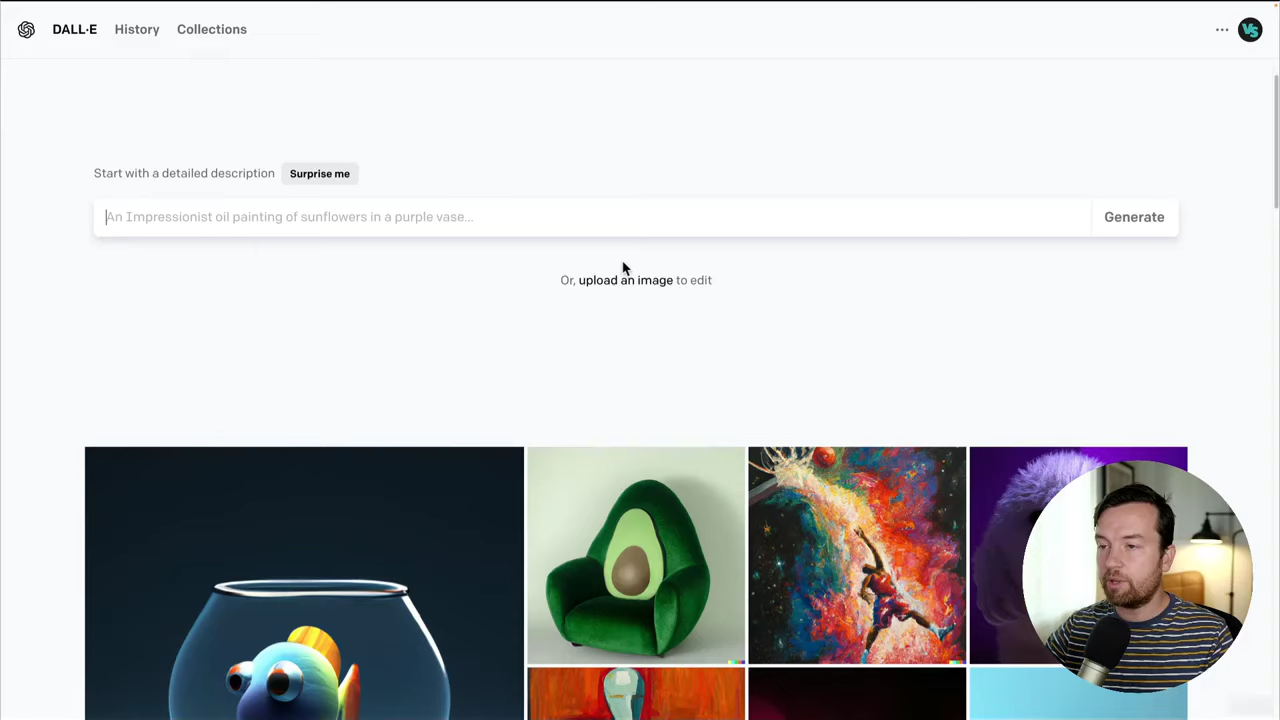 DALL·E History Collections ... VS
Start with a detailed description Surprise me
An Impressionist oil painting of sunflowers in a purple vase... Generate
Or, upload an image to edit